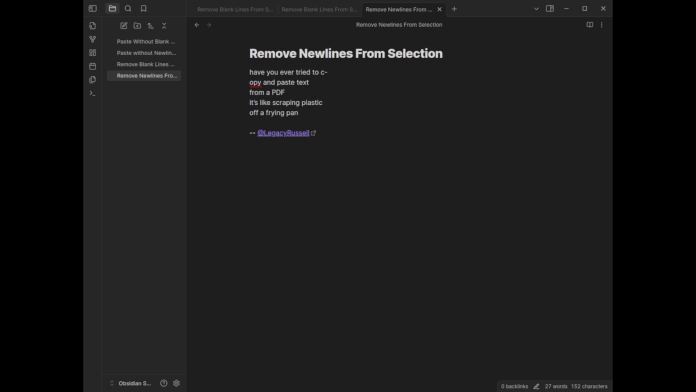 Remove Blank Lines From S...
Remove Blank Lines From S...
Remove Newlines From ...
Remove Newlines From Selection
Paste Without Blank ...
Paste without Newlin...
Remove Blank Lines ...
Remove Newlines Fro...
Remove Newlines From Selection
have you ever tried to c-
opy and paste text
from a PDF
it's like scraping plastic
off a frying pan
-- @LegacyRussell
Obsidian S...
0 backlinks
27 words
152 characters